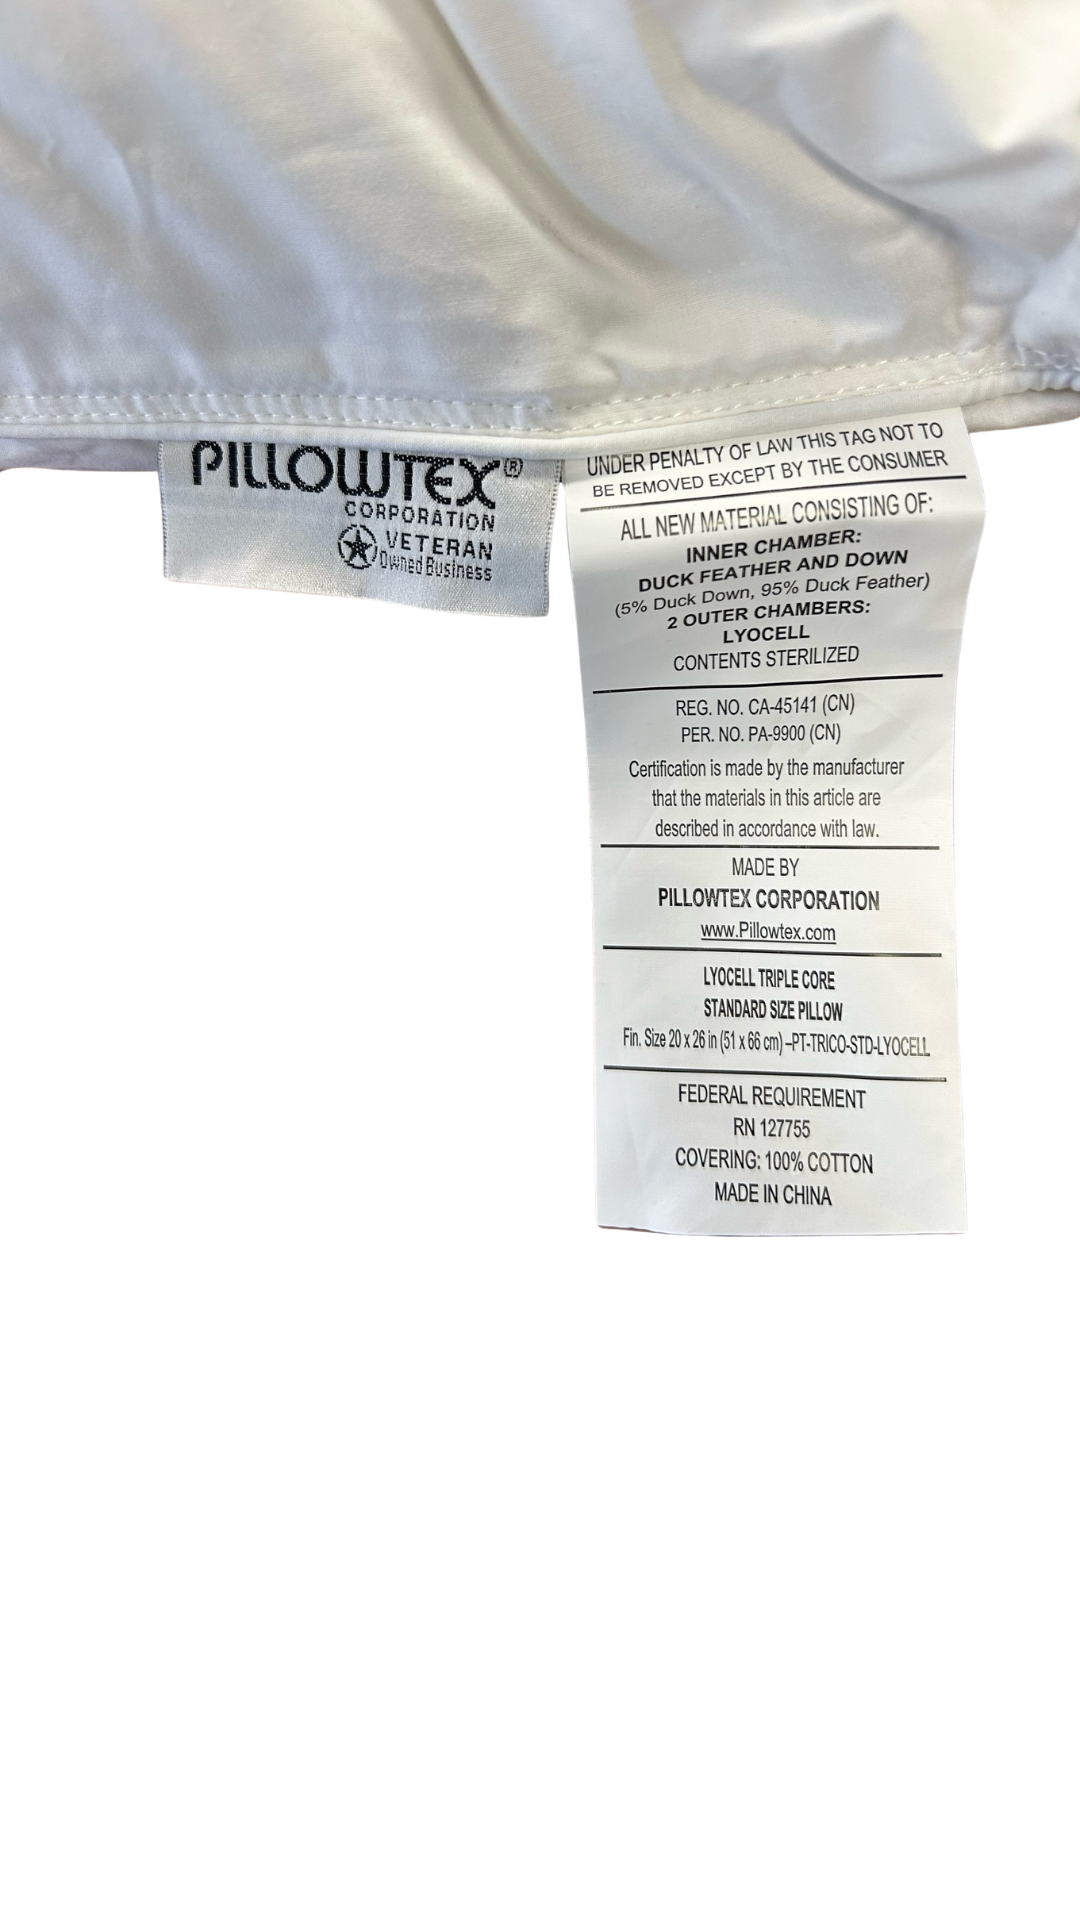 PILLOWTEX®
CORPORATION
VETERAN
Owned Business
UNDER PENALTY OF LAW THIS TAG NOT TO
BE REMOVED EXCEPT BY THE CONSUMER
ALL NEW MATERIAL CONSISTING OF:
INNER CHAMBER:
DUCK FEATHER AND DOWN
(5% Duck Down, 95% Duck Feather)
2 OUTER CHAMBERS:
LYOCELL
CONTENTS STERILIZED
REG. NO. CA-45141 (CN)
PER. NO. PA-9900 (CN)
Certification is made by the manufacturer
that the materials in this article are
described in accordance with law.
MADE BY
PILLOWTEX CORPORATION
www.Pillowtex.com
LYOCELL TRIPLE CORE
STANDARD SIZE PILLOW
Fin. Size 20 x 26 in (51 x 66 cm) –PT-TRICO-STD-LYOCELL
FEDERAL REQUIREMENT
RN 127755
COVERING: 100% COTTON
MADE IN CHINA